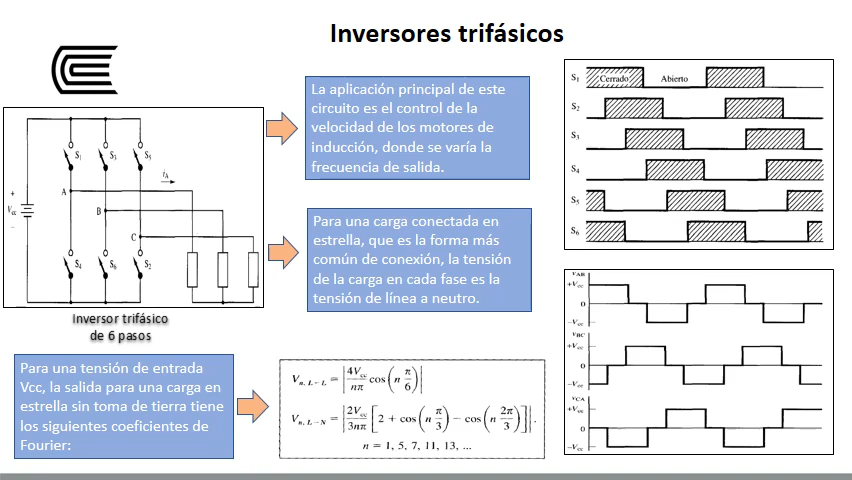 Inversores trifásicos
La aplicación principal de este
circuito es el control de la
velocidad de los motores de
inducción, donde se varía la
frecuencia de salida.
S1 S3 S5
iA
A
+
Vcc
−
B
C
S4 S6 S2
Inversor trifásico
de 6 pasos
Para una carga conectada en
estrella, que es la forma más
común de conexión, la tensión
de la carga en cada fase es la
tensión de línea a neutro.
Para una tensión de entrada
Vcc, la salida para una carga en
estrella sin toma de tierra tiene
los siguientes coeficientes de
Fourier:
Vn, L−L = |4Vcc/nπ cos(n π/6)|
Vn, L−N = |2Vcc/3nπ [2 + cos(n π/3) − cos(n 2π/3)]|.
n = 1, 5, 7, 11, 13, ...
S1 Cerrado Abierto
S2
S3
S4
S5
S6
vAB
+Vcc
0
−Vcc
vBC
+Vcc
0
−Vcc
vCA
+Vcc
0
−Vcc